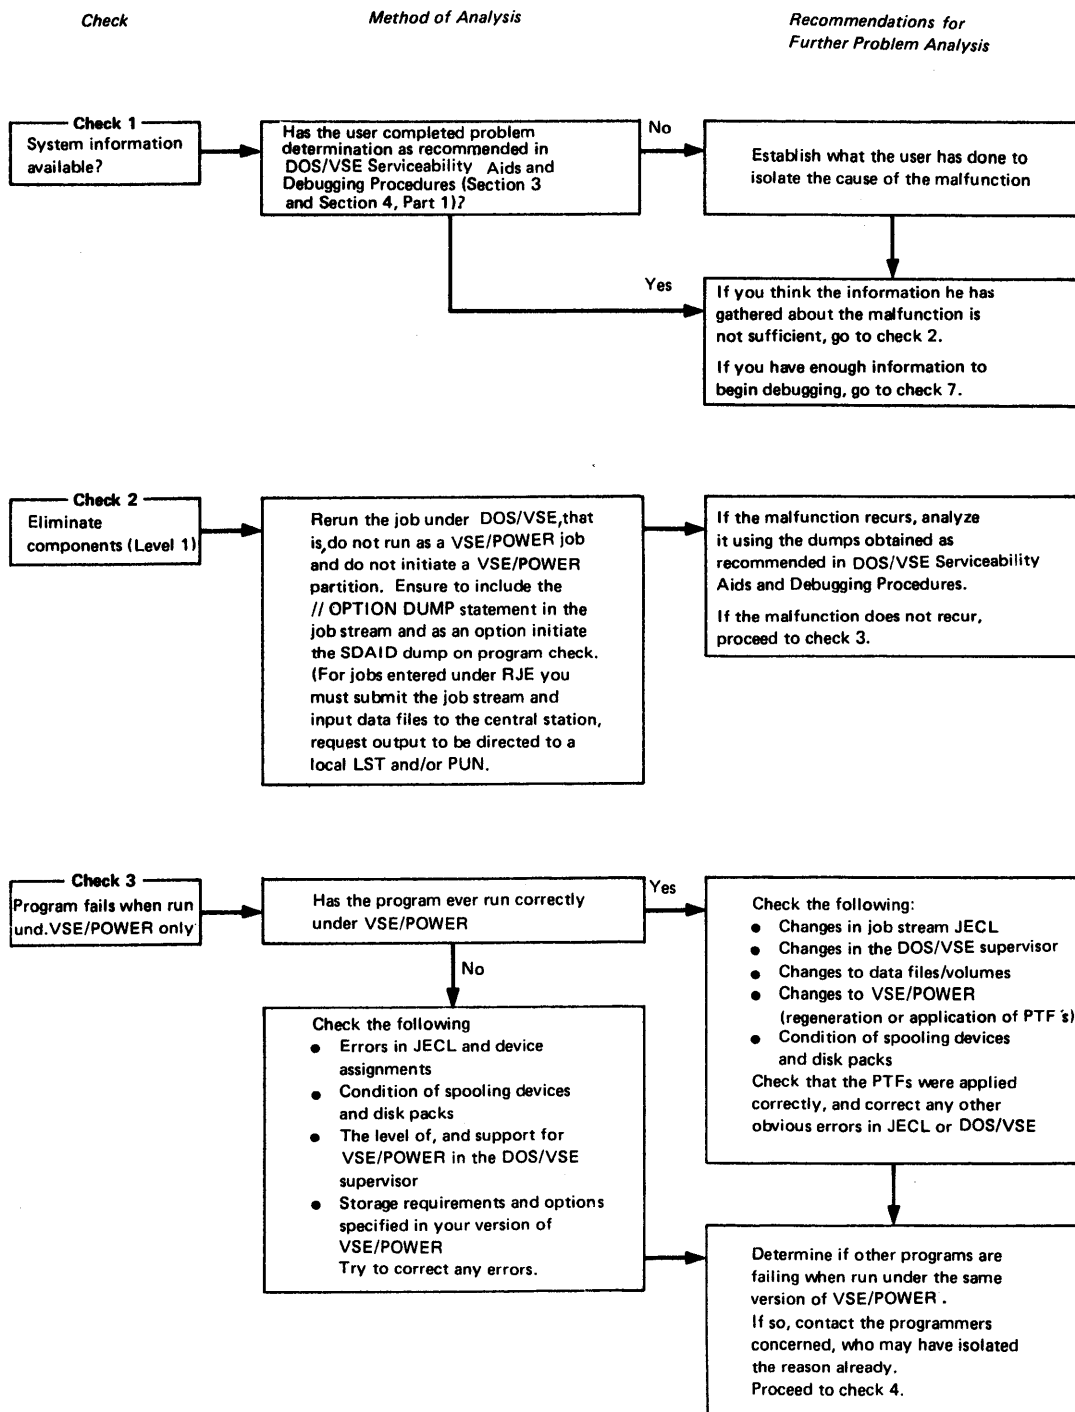 Check
Method of Analysis
Recommendations for
Further Problem Analysis
Check 1
System information
available?
Has the user completed problem
determination as recommended in
DOS/VSE Serviceability Aids and
Debugging Procedures (Section 3
and Section 4, Part 1)?
No
Establish what the user has done to
isolate the cause of the malfunction
Yes
If you think the information he has
gathered about the malfunction is
not sufficient, go to check 2.
If you have enough information to
begin debugging, go to check 7.
Check 2
Eliminate
components (Level 1)
Rerun the job under DOS/VSE,that
is,do not run as a VSE/POWER job
and do not initiate a VSE/POWER
partition. Ensure to include the
// OPTION DUMP statement in the
job stream and as an option initiate
the SDAID dump on program check.
(For jobs entered under RJE you
must submit the job stream and
input data files to the central station,
request output to be directed to a
local LST and/or PUN.
If the malfunction recurs, analyze
it using the dumps obtained as
recommended in DOS/VSE Serviceability
Aids and Debugging Procedures.
If the malfunction does not recur,
proceed to check 3.
Check 3
Program fails when run
und.VSE/POWER only
Has the program ever run correctly
under VSE/POWER
Yes
Check the following:
● Changes in job stream JECL
● Changes in the DOS/VSE supervisor
● Changes to data files/volumes
● Changes to VSE/POWER
(regeneration or application of PTF's)
● Condition of spooling devices
and disk packs
Check that the PTFs were applied
correctly, and correct any other
obvious errors in JECL or DOS/VSE
No
Check the following
● Errors in JECL and device
assignments
● Condition of spooling devices
and disk packs
● The level of, and support for
VSE/POWER in the DOS/VSE
supervisor
● Storage requirements and options
specified in your version of
VSE/POWER
Try to correct any errors.
Determine if other programs are
failing when run under the same
version of VSE/POWER.
If so, contact the programmers
concerned, who may have isolated
the reason already.
Proceed to check 4.